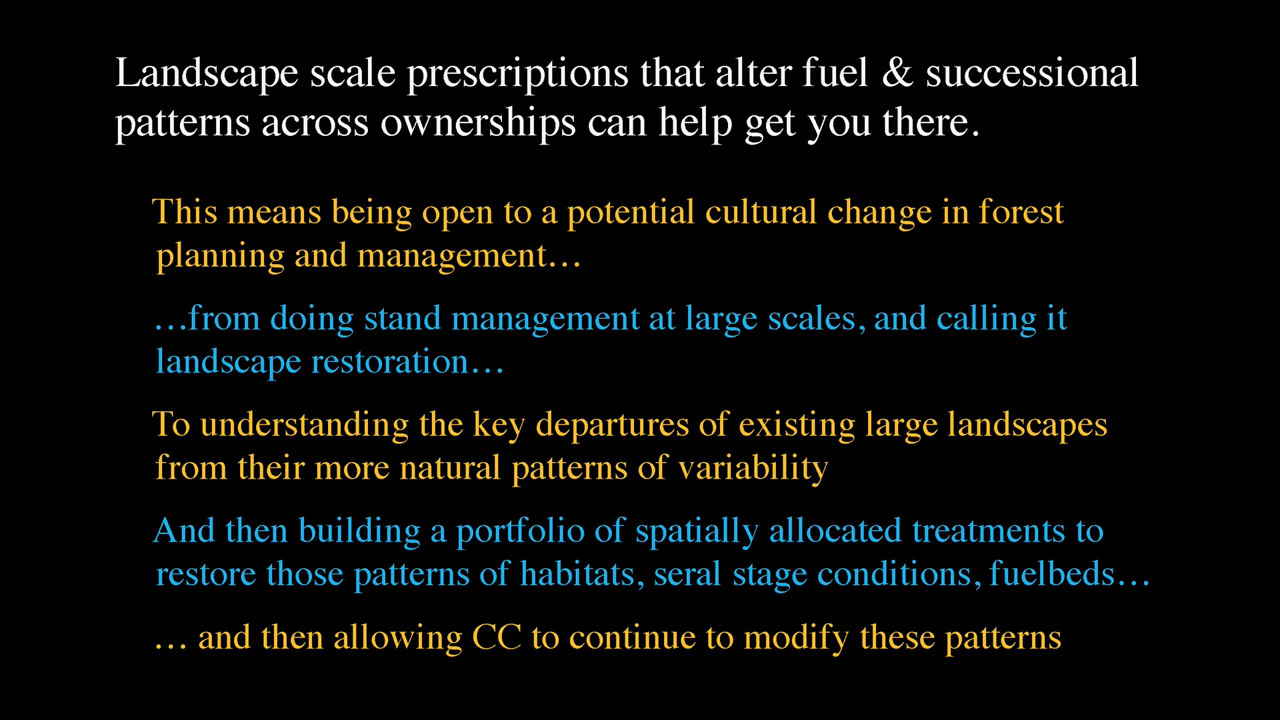 Landscape scale prescriptions that alter fuel & successional
patterns across ownerships can help get you there.
This means being open to a potential cultural change in forest
planning and management…
…from doing stand management at large scales, and calling it
landscape restoration…
To understanding the key departures of existing large landscapes
from their more natural patterns of variability
And then building a portfolio of spatially allocated treatments to
restore those patterns of habitats, seral stage conditions, fuelbeds…
… and then allowing CC to continue to modify these patterns